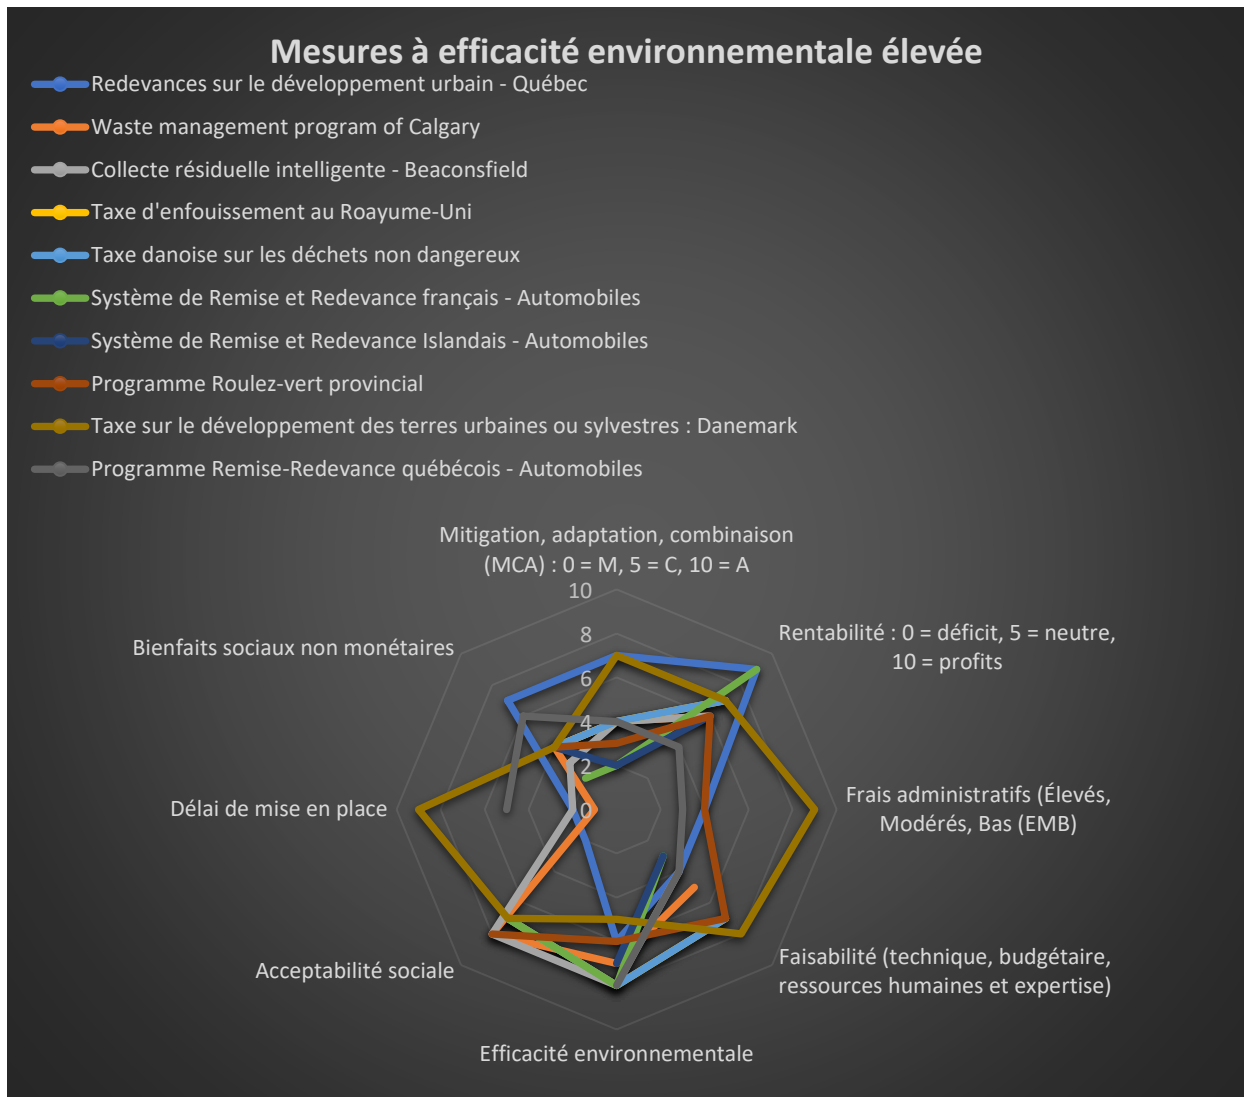 Mesures à efficacité environnementale élevée
Redevances sur le développement urbain - Québec
Waste management program of Calgary
Collecte résiduelle intelligente - Beaconsfield
Taxe d'enfouissement au Roayume-Uni
Taxe danoise sur les déchets non dangereux
Système de Remise et Redevance français - Automobiles
Système de Remise et Redevance Islandais - Automobiles
Programme Roulez-vert provincial
Taxe sur le développement des terres urbaines ou sylvestres : Danemark
Programme Remise-Redevance québécois - Automobiles
Mitigation, adaptation, combinaison
(MCA) : 0 = M, 5 = C, 10 = A
10
8
6
4
2
0
Rentabilité : 0 = déficit, 5 = neutre,
10 = profits
Frais administratifs (Élevés,
Modérés, Bas (EMB)
Faisabilité (technique, budgétaire,
ressources humaines et expertise)
Efficacité environnementale
Acceptabilité sociale
Délai de mise en place
Bienfaits sociaux non monétaires